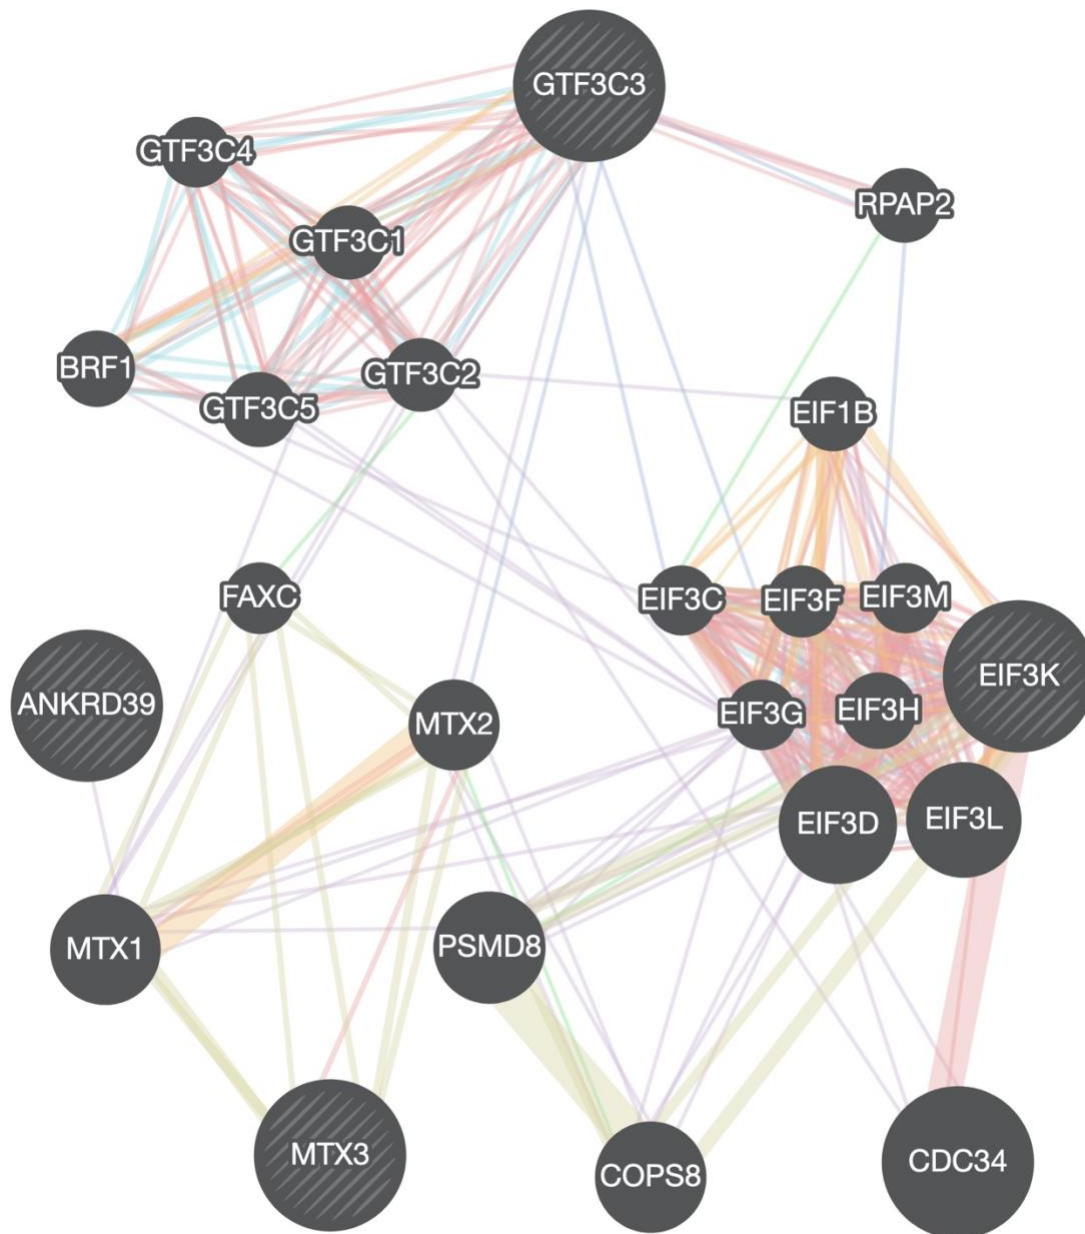 GTF3C3
GTF3C4
RPAP2
GTF3C1
BRF1
GTF3C2
GTF3C5
EIF1B
FAXC
EIF3C
EIF3F
EIF3M
EIF3K
ANKRD39
MTX2
EIF3G
EIF3H
EIF3D
EIF3L
MTX1
PSMD8
MTX3
COPS8
CDC34